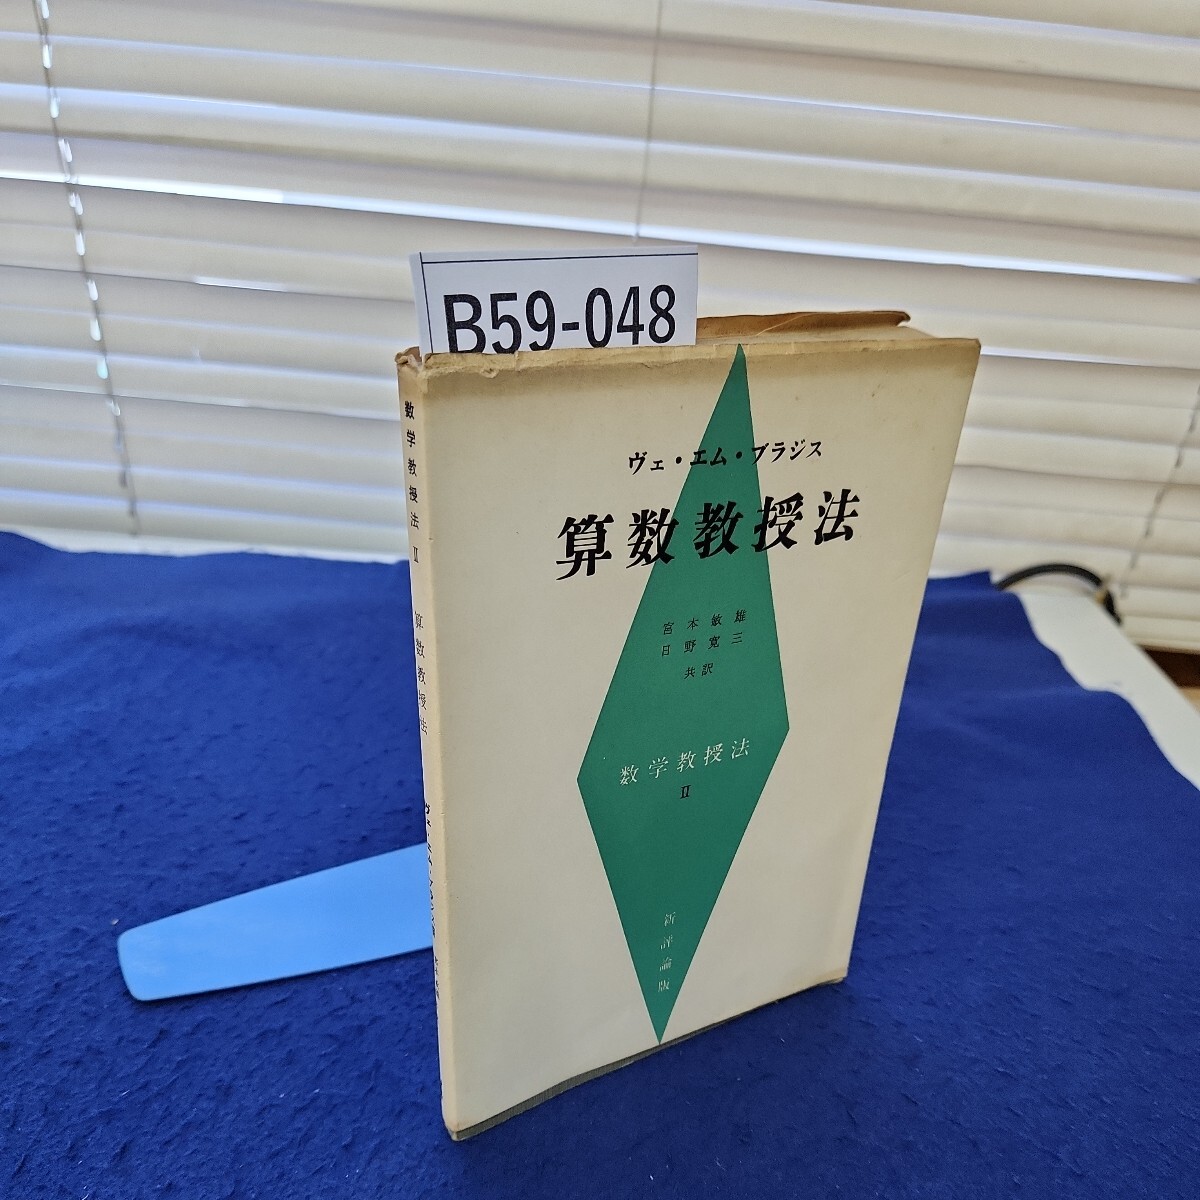 B59-048
ヴェ・エム・ブラジス
算数教授法
宮本敏雄
日野寛三
共訳
数学教授法
II
新評論版
数学教授法 II 算数教授法